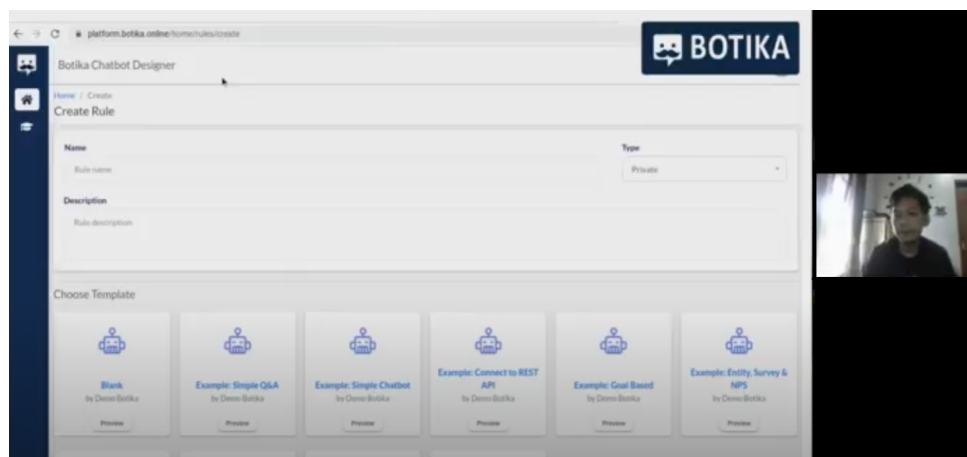 platform.botika.online/home/rules/create
BOTIKA
Botika Chatbot Designer
Home / Create
Create Rule
Name
Type
Rule name
Private
Description
Rule description
Choose Template
Blank
by Demo Botika
Preview
Example: Simple Q&A
by Demo Botika
Preview
Example: Simple Chatbot
by Demo Botika
Preview
Example: Connect to REST
API
by Demo Botika
Preview
Example: Goal Based
by Demo Botika
Preview
Example: Entity, Survey &
NPS
by Demo Botika
Preview